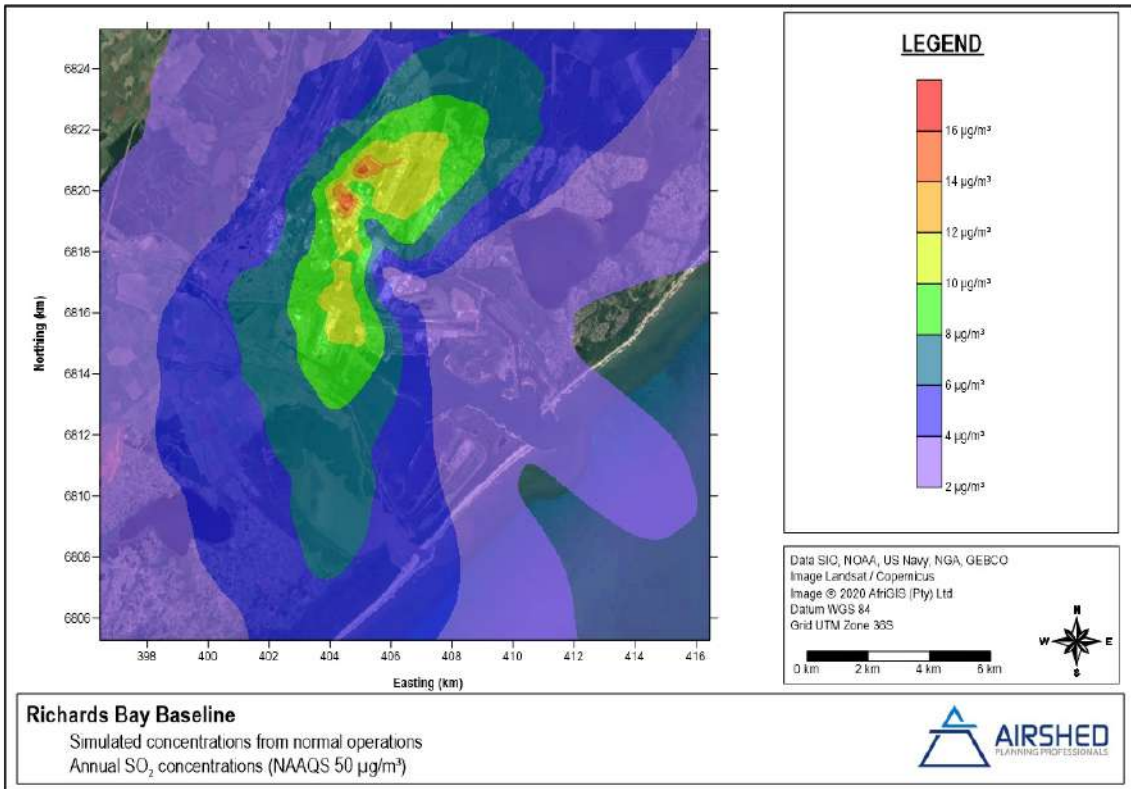 6824
6822
6820
6818
6816
6814
6812
6810
6808
6806
Northing (km)
398 400 402 404 406 408 410 412 414 416
Easting (km)
LEGEND
16 µg/m³
14 µg/m³
12 µg/m³
10 µg/m³
8 µg/m³
6 µg/m³
4 µg/m³
2 µg/m³
Data SIO, NOAA, US Navy, NGA, GEBCO
Image Landsat / Copernicus
Image © 2020 AfriGIS (Pty) Ltd
Datum WGS 84
Grid UTM Zone 36S
0 km 2 km 4 km 6 km
N
W E
S
Richards Bay Baseline
Simulated concentrations from normal operations
Annual SO₂ concentrations (NAAQS 50 µg/m³)
AIRSHED
PLANNING PROFESSIONALS